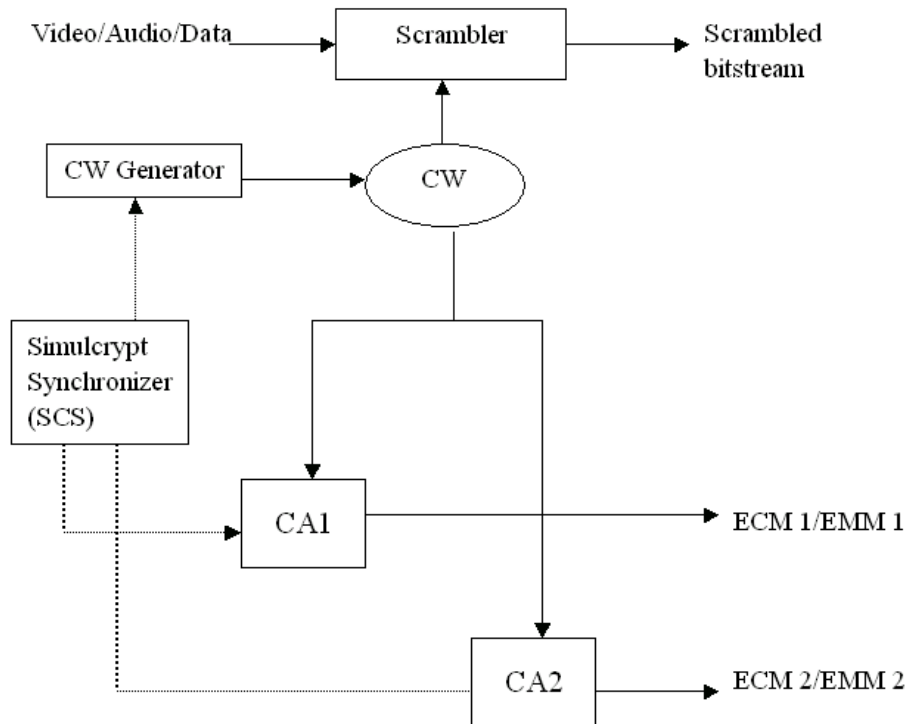 Video/Audio/Data
Scrambler
Scrambled
bitstream
CW Generator
CW
Simulcrypt
Synchronizer
(SCS)
CA1
ECM 1/EMM 1
CA2
ECM 2/EMM 2